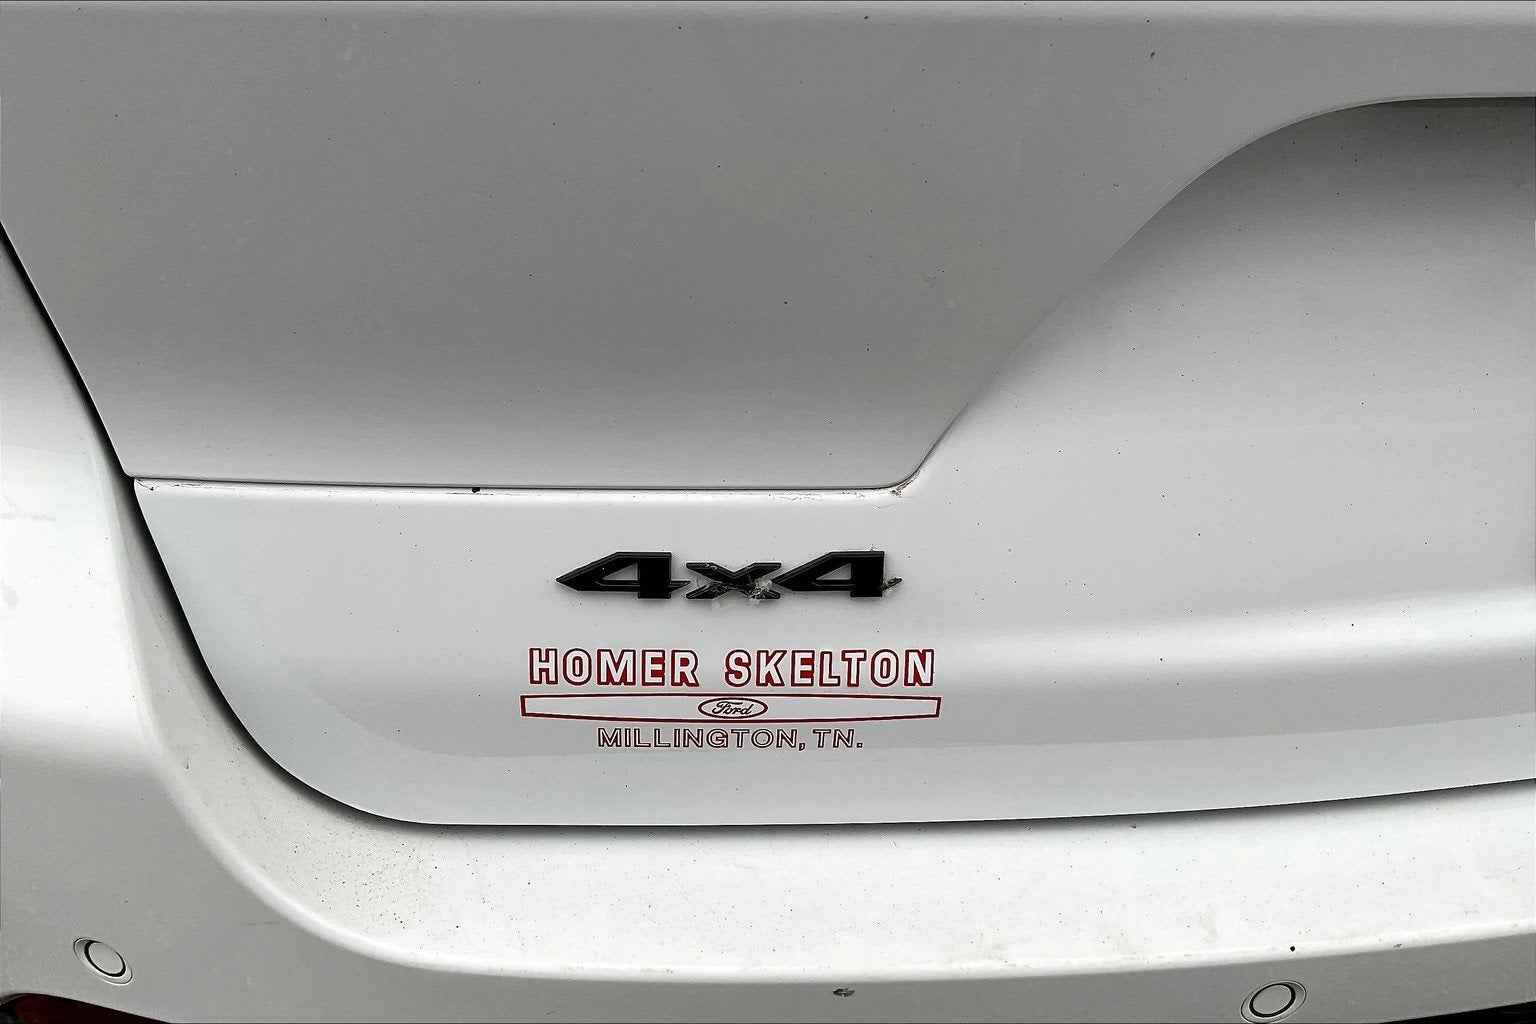 4x4
HOMER SKELTON
Ford
MILLINGTON, TN.